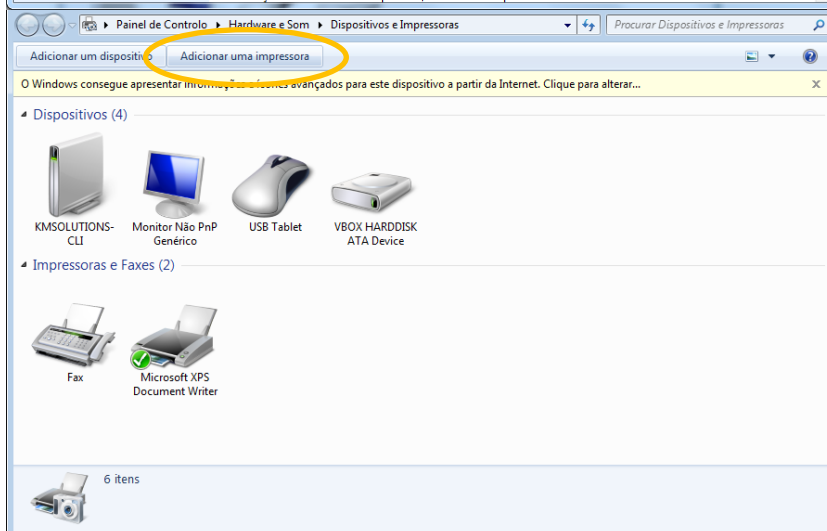 Painel de Controlo Hardware e Som Dispositivos e Impressoras Procurar Dispositivos e Impressoras
Adicionar um dispositivo Adicionar uma impressora
O Windows consegue apresentar informações e ícones avançados para este dispositivo a partir da Internet. Clique para alterar...
Dispositivos (4)
KMSOLUTIONS-
CLI
Monitor Não PnP
Genérico
USB Tablet
VBOX HARDDISK
ATA Device
Impressoras e Faxes (2)
Fax
Microsoft XPS
Document Writer
6 itens